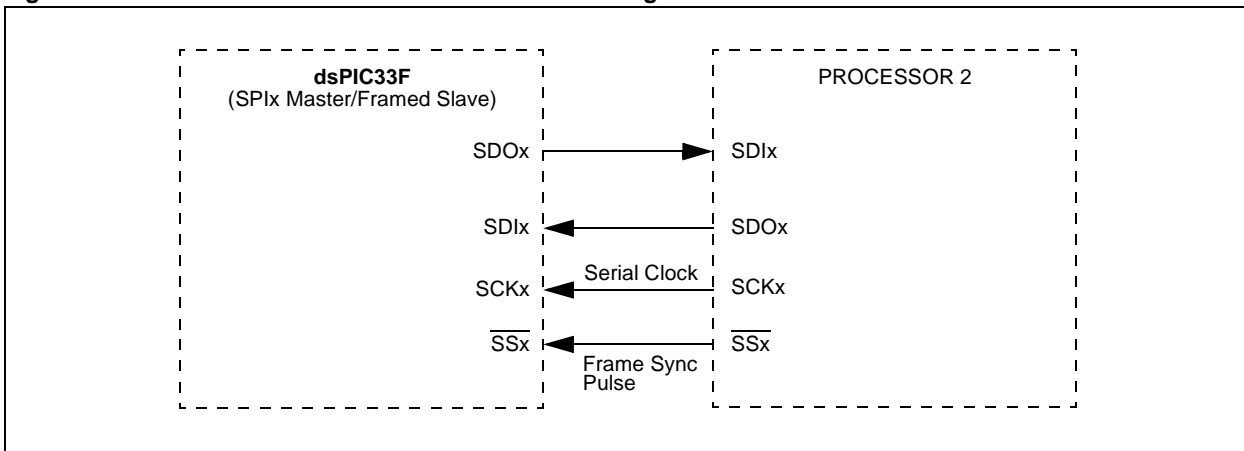 dsPIC33F
(SPIx Master/Framed Slave)
PROCESSOR 2
SDOx
SDIx
SDIx
SDOx
Serial Clock
SCKx
SCKx
SSx
SSx
Frame Sync
Pulse